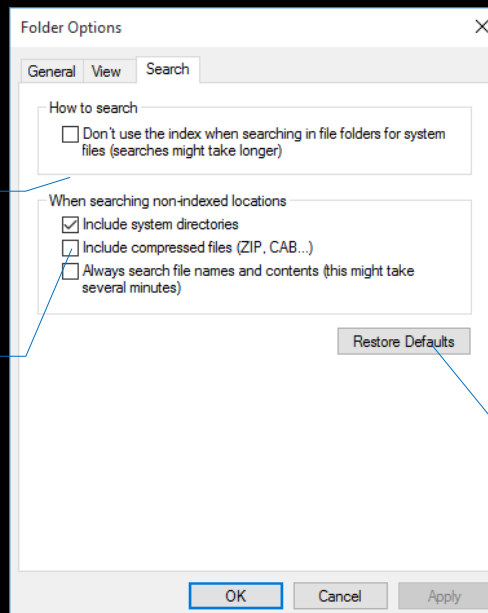 Folder Options
General View Search
How to search
Don't use the index when searching in file folders for system
files (searches might take longer)
When searching non-indexed locations
Include system directories
Include compressed files (ZIP, CAB...)
Always search file names and contents (this might take
several minutes)
Restore Defaults
OK Cancel Apply